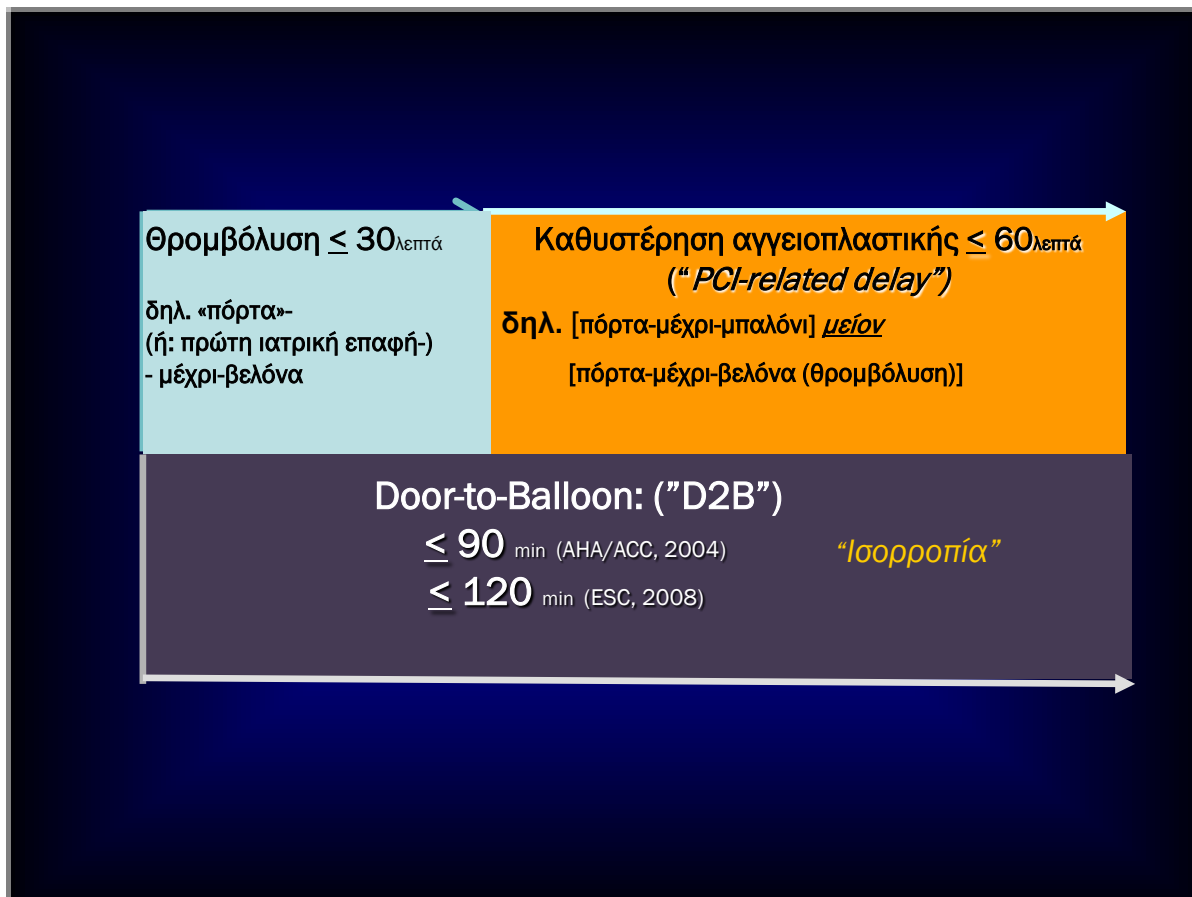 Θρομβόλυση < 30λεπτά
δηλ. «πόρτα»-
(ή: πρώτη ιατρική επαφή-)
- μέχρι-βελόνα
Καθυστέρηση αγγειοπλαστικής < 60λεπτά
(“PCI-related delay”)
δηλ. [πόρτα-μέχρι-μπαλόνι] μείον
[πόρτα-μέχρι-βελόνα (θρομβόλυση)]
Door-to-Balloon: (”D2B”)
< 90 min (AHA/ACC, 2004)
“Ισορροπία”
< 120 min (ESC, 2008)